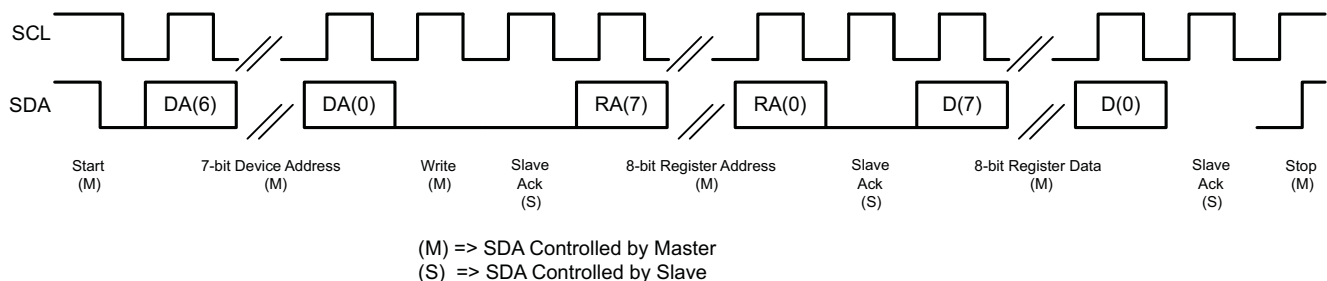 SCL
SDA
DA(6)
DA(0)
RA(7)
RA(0)
D(7)
D(0)
Start
(M)
7-bit Device Address
(M)
Write
(M)
Slave
Ack
(S)
8-bit Register Address
(M)
Slave
Ack
(S)
8-bit Register Data
(M)
Slave
Ack
(S)
Stop
(M)
(M) => SDA Controlled by Master
(S) => SDA Controlled by Slave